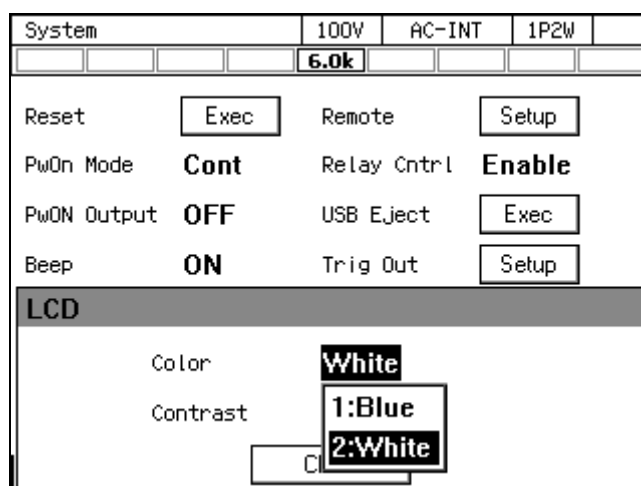 System 100V AC-INT 1P2W
6.0k
Reset Exec Remote Setup
PwOn Mode Cont Relay Cntrl Enable
PwON Output OFF USB Eject Exec
Beep ON Trig Out Setup
LCD
Color White
Contrast 1:Blue
2:White